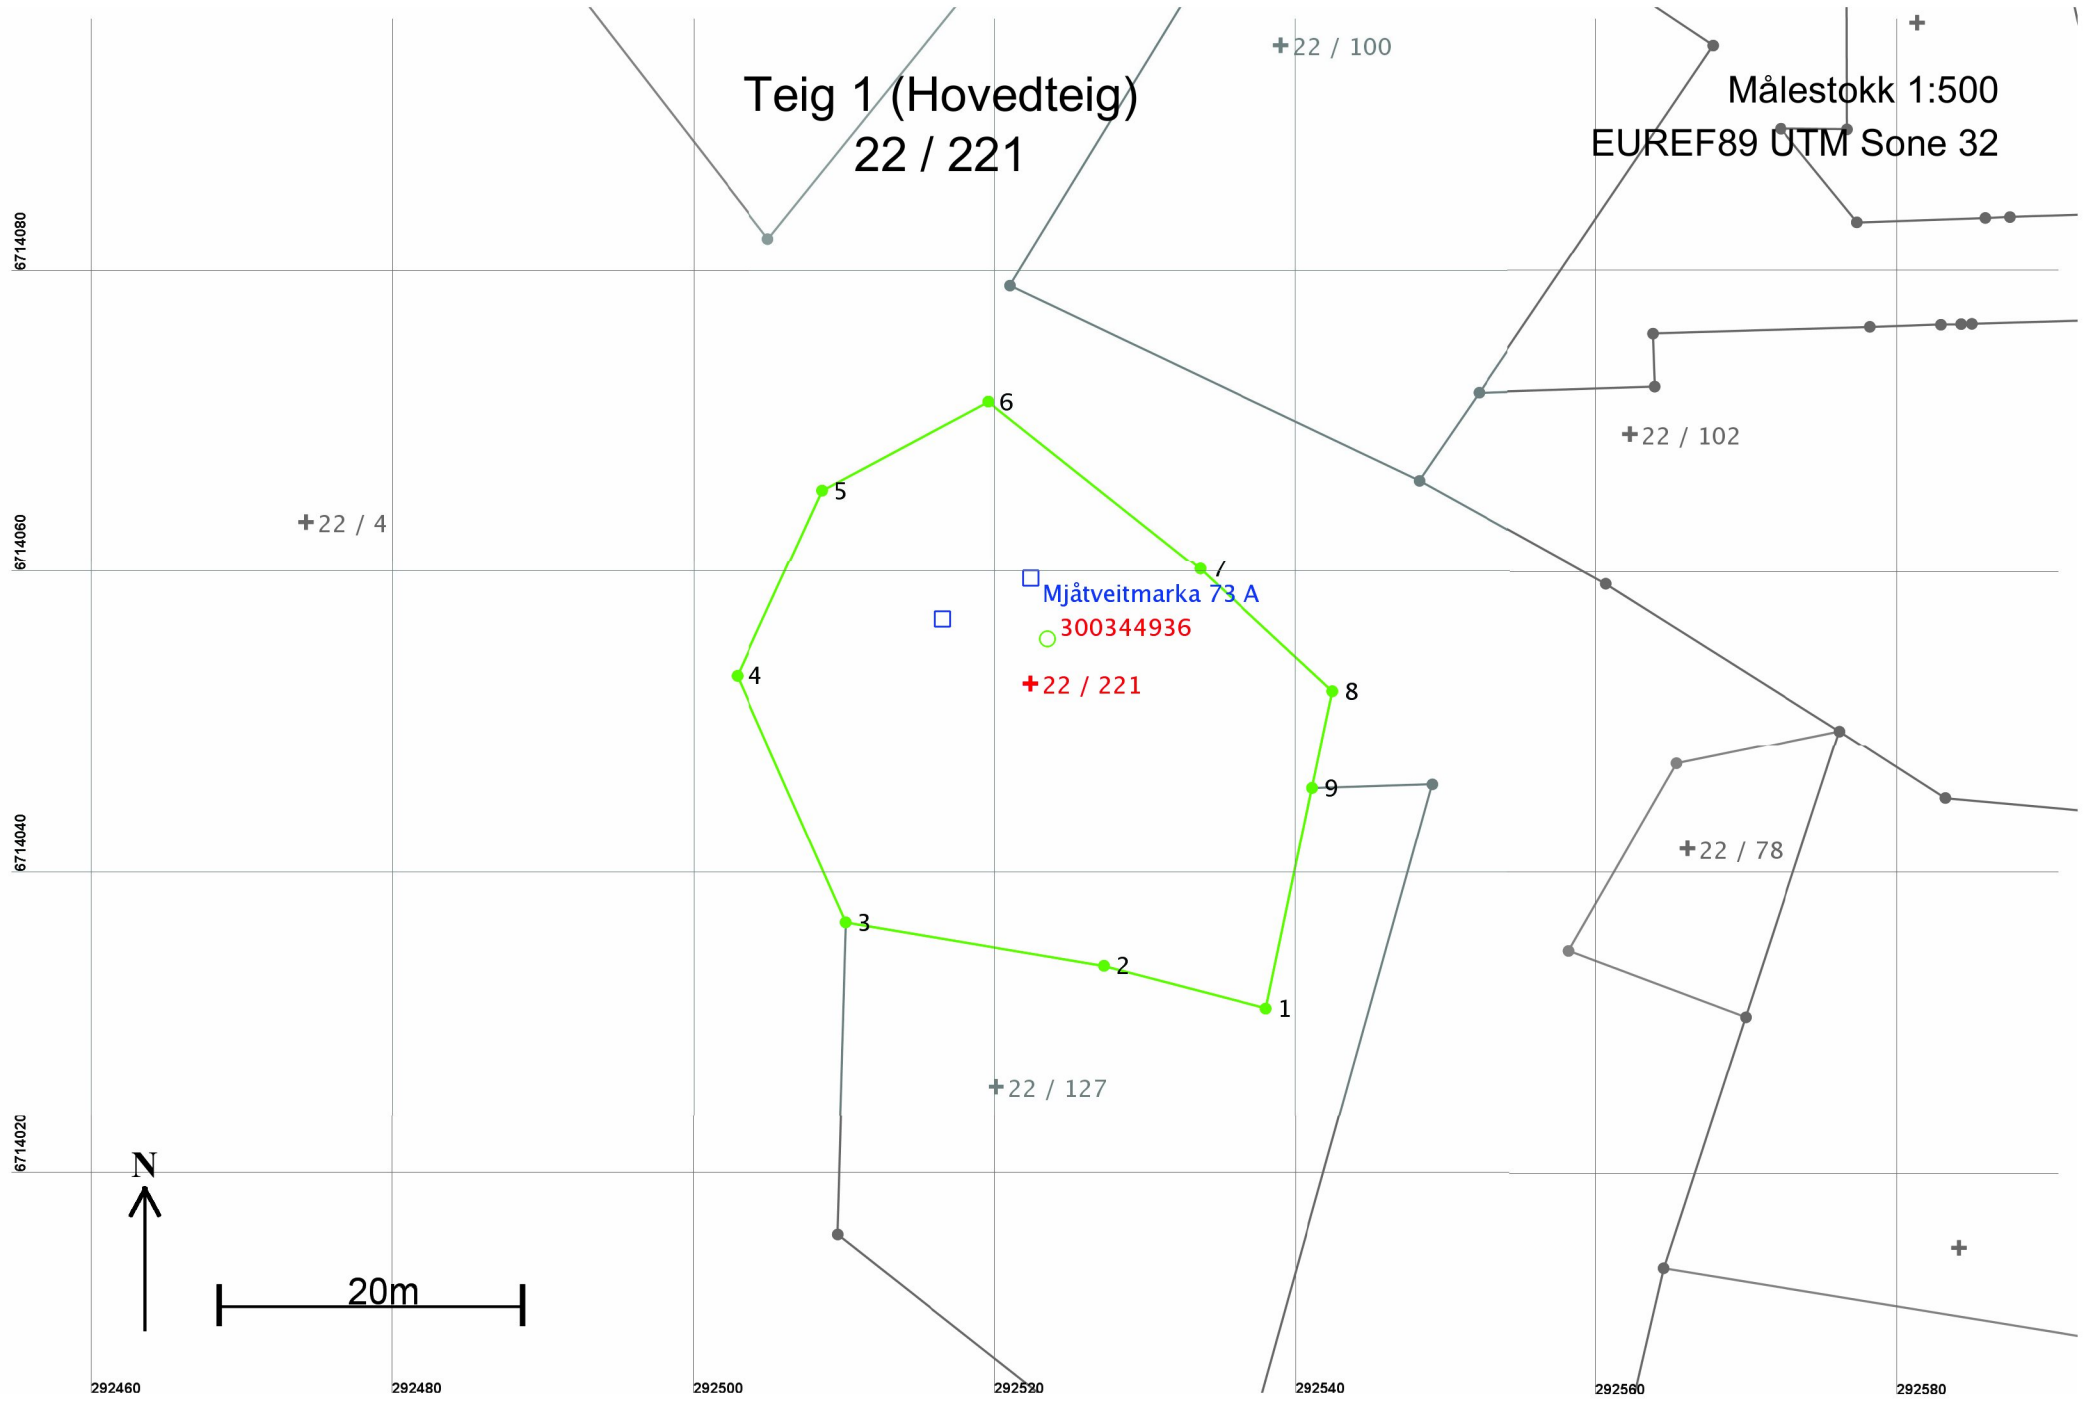 22 / 100
Teig 1 (Hovedteig)
22 / 221
Målestokk 1:500
EUREF89 UTM Sone 32
6714080
6
22 / 102
5
22 / 4
6714060
7
Mjåtveitmarka 73 A
300344936
4
22 / 221
8
9
6714040
22 / 78
3
2
1
22 / 127
6714020
N
20m
292460
292480
292500
292520
292540
292560
292580